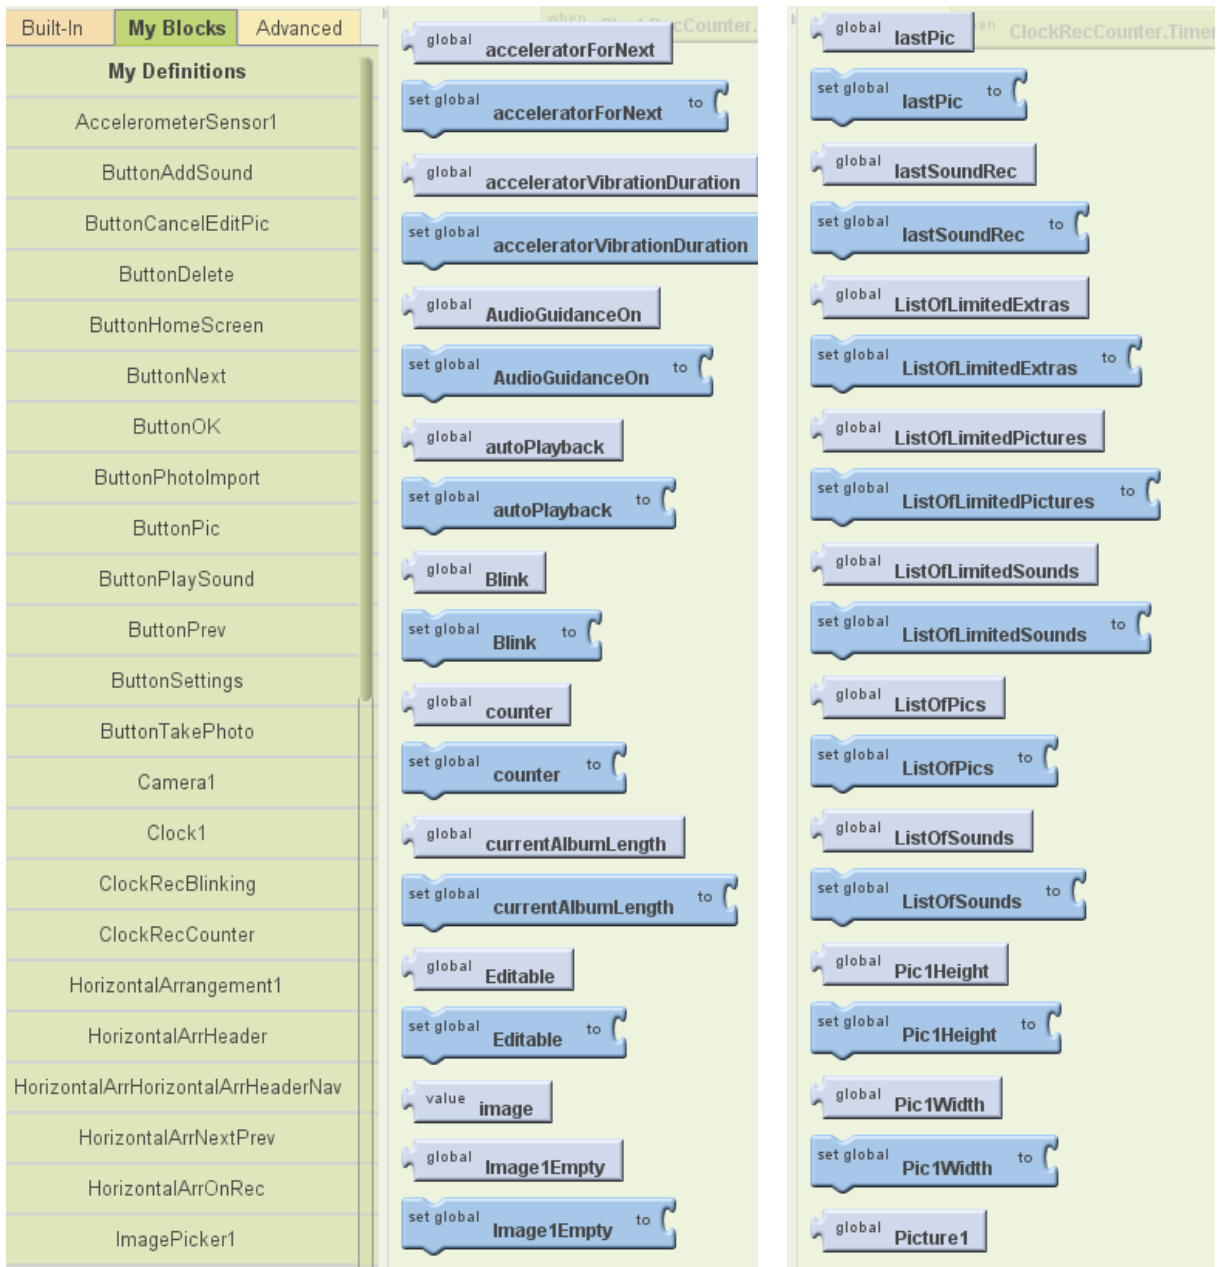 Built-In My Blocks Advanced
My Definitions
AccelerometerSensor1
ButtonAddSound
ButtonCancelEditPic
ButtonDelete
ButtonHomeScreen
ButtonNext
ButtonOK
ButtonPhotoImport
ButtonPic
ButtonPlaySound
ButtonPrev
ButtonSettings
ButtonTakePhoto
Camera1
Clock1
ClockRecBlinking
ClockRecCounter
HorizontalArrangement1
HorizontalArrHeader
HorizontalArrHorizontalArrHeaderNav
HorizontalArrNextPrev
HorizontalArrOnRec
ImagePicker1
when ClockRecCounter.
global acceleratorForNext
set global acceleratorForNext to
global acceleratorVibrationDuration
set global acceleratorVibrationDuration
global AudioGuidanceOn
set global AudioGuidanceOn to
global autoPlayback
set global autoPlayback to
global Blink
set global Blink to
global counter
set global counter to
global currentAlbumLength
set global currentAlbumLength to
global Editable
set global Editable to
value image
global Image1Empty
set global Image1Empty to
ClockRecCounter.Timer
global lastPic
set global lastPic to
global lastSoundRec
set global lastSoundRec to
global ListOfLimitedExtras
set global ListOfLimitedExtras to
global ListOfLimitedPictures
set global ListOfLimitedPictures to
global ListOfLimitedSounds
set global ListOfLimitedSounds to
global ListOfPics
set global ListOfPics to
global ListOfSounds
set global ListOfSounds to
global Pic1Height
set global Pic1Height to
global Pic1Width
set global Pic1Width to
global Picture1